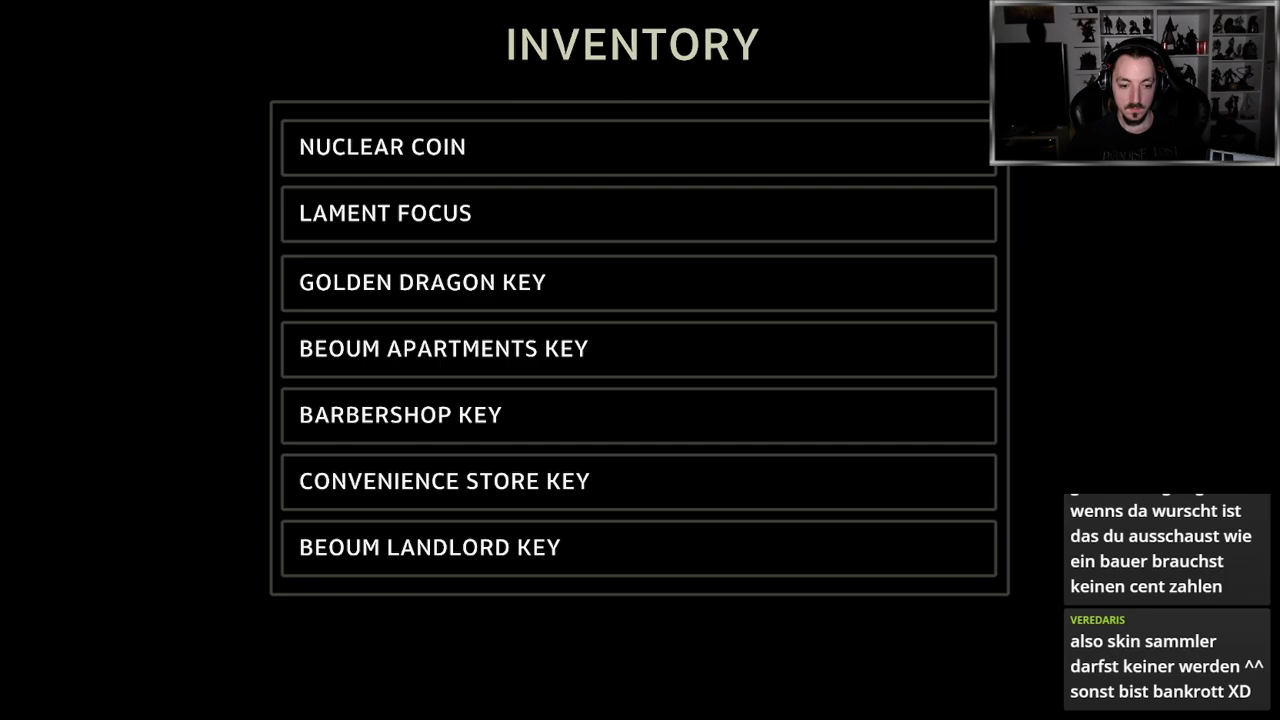 INVENTORY
NUCLEAR COIN
LAMENT FOCUS
GOLDEN DRAGON KEY
BEOUM APARTMENTS KEY
BARBERSHOP KEY
CONVENIENCE STORE KEY
BEOUM LANDLORD KEY
wenns da wurscht ist
das du ausschaust wie
ein bauer brauchst
keinen cent zahlen
VEREDARIS
also skin sammler
darfst keiner werden ^^
sonst bist bankrott XD